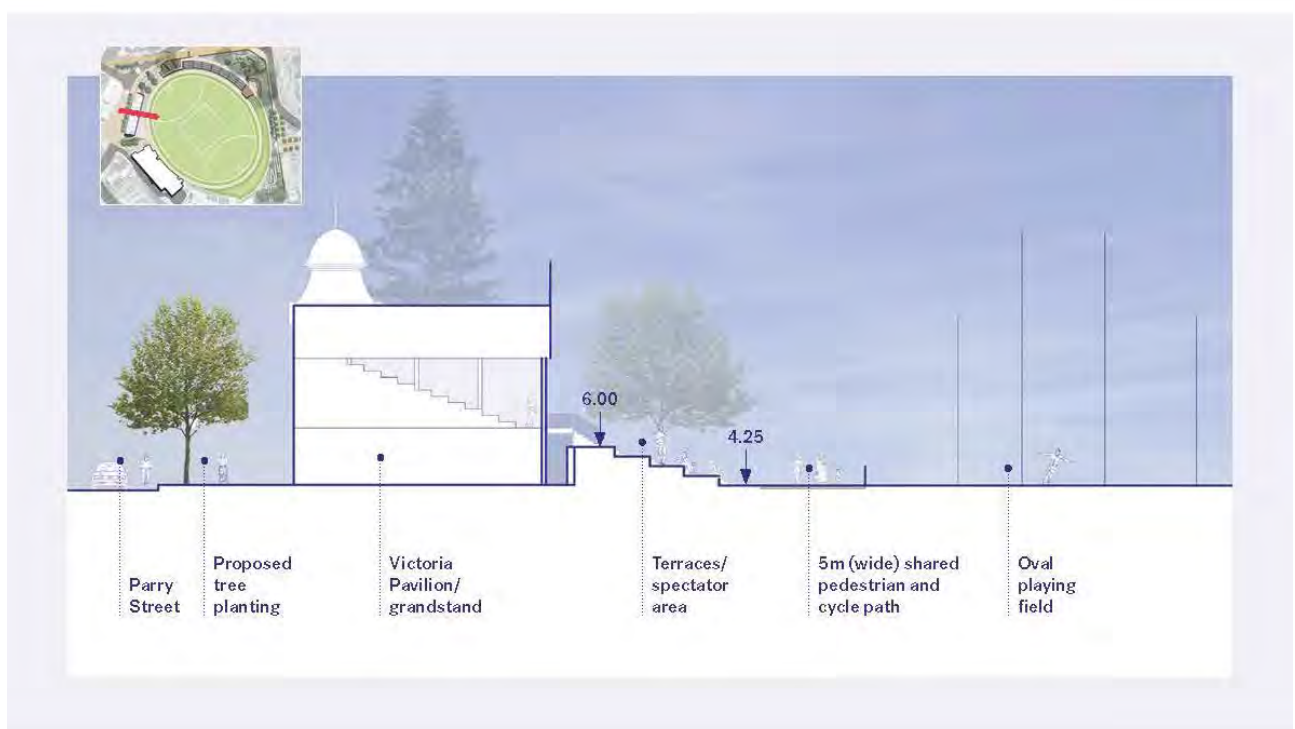 6.00
4.25
Parry
Street
Proposed
tree
planting
Victoria
Pavilion/
grandstand
Terraces/
spectator
area
5m (wide) shared
pedestrian and
cycle path
Oval
playing
field